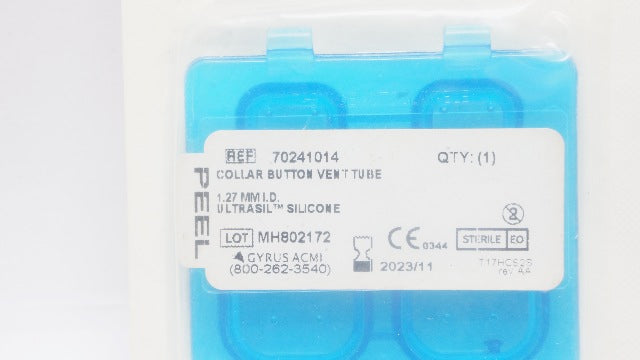 REF 70241014 QTY: (1)
COLLAR BUTTON VENT TUBE
1.27 MM I.D.
ULTRASIL™ SILICONE
PEEL
LOT MH802172
GYRUS ACMI
(800-262-3540)
2023/11
CE 0344
STERILE EO
2
rev AA